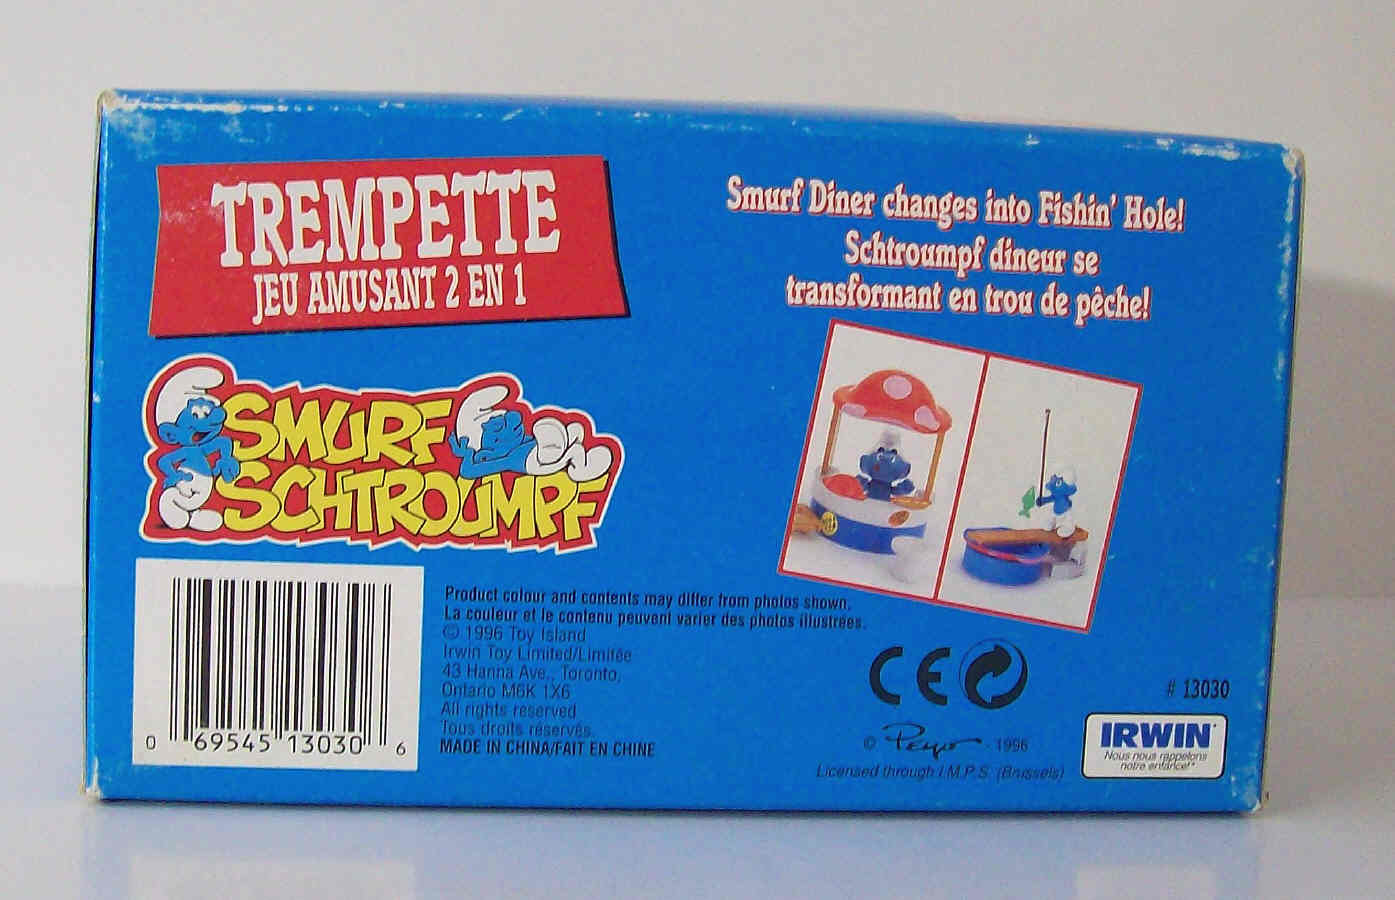 TREMPETTE
JEU AMUSANT 2 EN 1
Smurf Diner changes into Fishin' Hole!
Schtroumpf dineur se
transformant en trou de pêche!
SMURF
SCHTROUMPF
Product colour and contents may differ from photos shown.
La couleur et le contenu peuvent varier des photos illustrées.
© 1996 Toy Island
Irwin Toy Limited/Limitée
43 Hanna Ave., Toronto,
Ontario M6K 1X6
All rights reserved
Tous droits réservés.
MADE IN CHINA/FAIT EN CHINE
0 69545 13030 6
CE
# 13030
© Peyo - 1996
Licensed through I.M.P.S. (Brussels)
IRWIN
Nous nous rappelons
notre enfance!